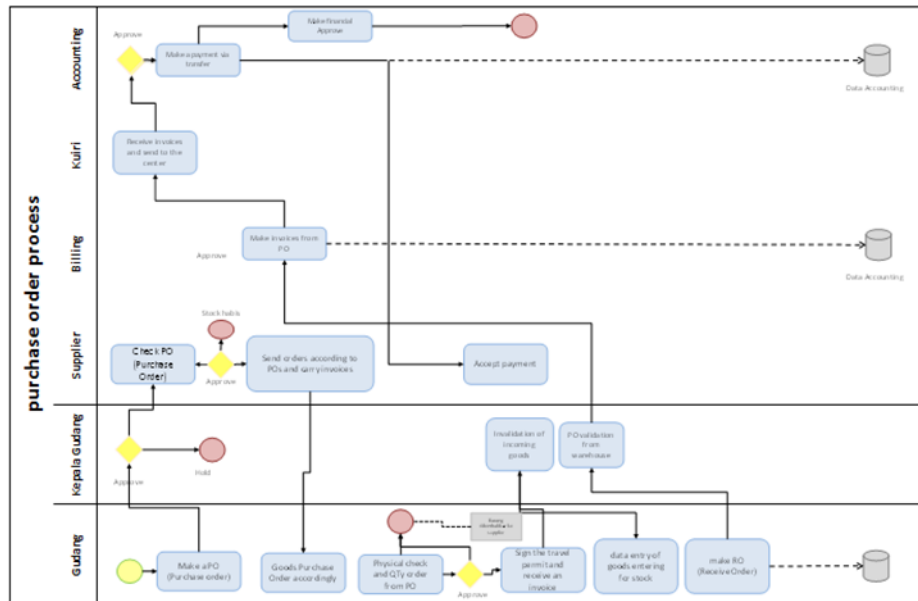 purchase order process
Accounting
Approve
Make a payment via
transfer
Make financial
Approve
Data Accounting
Kuiri
Receive invoices
and send to the
center
Billing
Approve
Make invoices from
PO
Data Accounting
Supplier
Check PO
(Purchase
Order)
Stock habis
Approve
Send orders according to
POs and carry invoices
Accept payment
Kepala Gudang
Approve
Hold
Invalidation of
incoming
goods
PO validation
from
warehouse
Gudang
Make a PO
(Purchase order)
Goods Purchase
Order accordingly
Physical check
and QTy order
from PO
Approve
supplier
Sign the travel
permit and
receive an
invoice
data entry of
goods entering
for stock
make RO
(Receive Order)